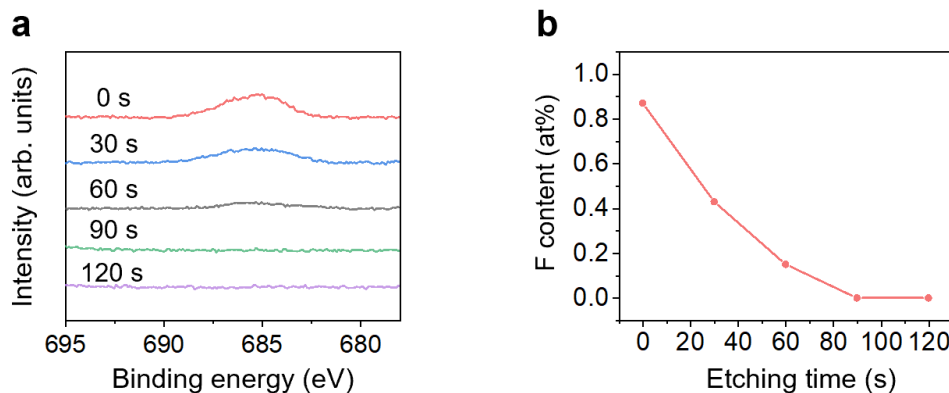 a
0 s
30 s
60 s
90 s
120 s
Intensity (arb. units)
695
690
685
680
Binding energy (eV)
b
1.0
0.8
0.6
0.4
0.2
0.0
F content (at%)
0 20 40 60 80 100 120
Etching time (s)